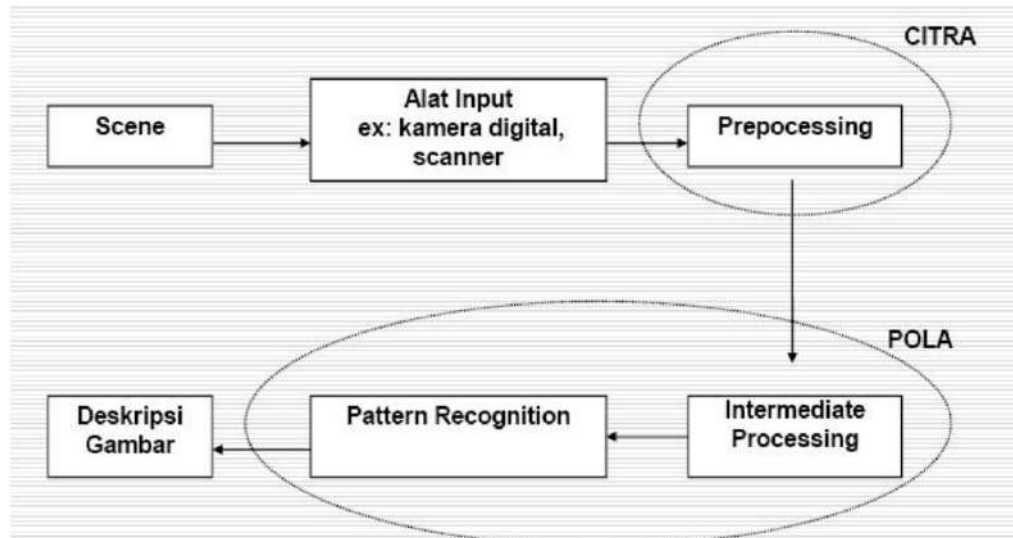 CITRA
Scene
Alat Input
ex: kamera digital,
scanner
Prepocessing
POLA
Deskripsi
Gambar
Pattern Recognition
Intermediate
Processing